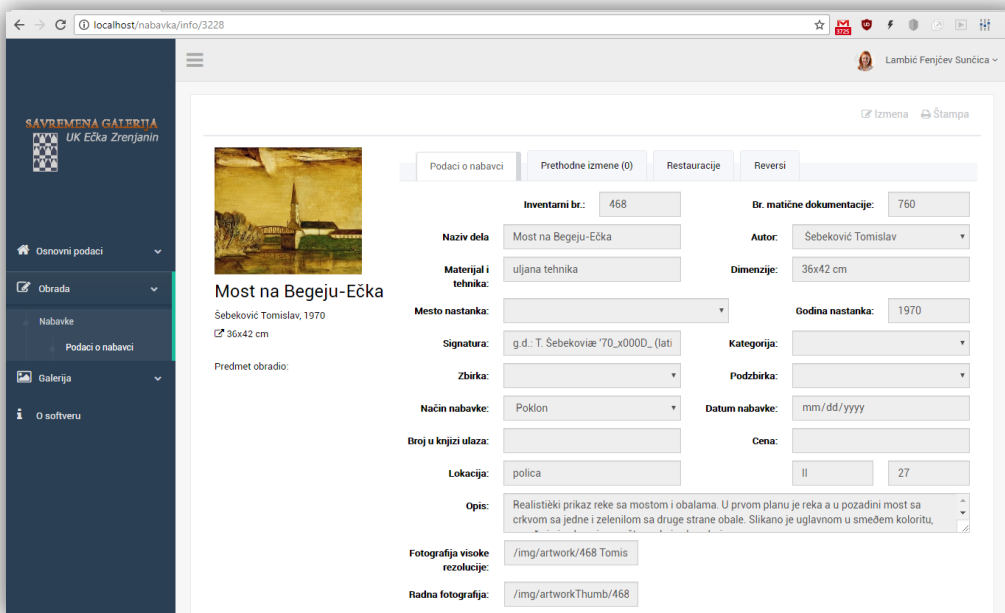 localhost/nabavka/info/3228
3725
Lambić Fenjčev Sunčica
SAVREMENA GALERIJA
UK Ečka Zrenjanin
Izmena Štampa
Osnovni podaci
Obrada
Nabavke
Podaci o nabavci
Galerija
O softveru
Most na Begeju-Ečka
Šebeković Tomislav, 1970
36x42 cm
Predmet obradio:
Podaci o nabavci Prethodne izmene (0) Restauracije Reversi
Inventarni br.: 468 Br. matične dokumentacije: 760
Naziv dela Most na Begeju-Ečka Autor: Šebeković Tomislav
Materijal i tehnika: uljana tehnika Dimenzije: 36x42 cm
Mesto nastanka: Godina nastanka: 1970
Signatura: g.d.: T. Šebekoviæ '70_x000D_ (lati Kategorija:
Zbirka: Podzbirka:
Način nabavke: Poklon Datum nabavke: mm/dd/yyyy
Broj u knjizi ulaza: Cena:
Lokacija: polica II 27
Opis: Realistièki prikaz reke sa mostom i obalama. U prvom planu je reka a u pozadini most sa
crkvom sa jedne i zelenilom sa druge strane obale. Slikano je uglavnom u smeđem koloritu,
Fotografija visoke rezolucije: /img/artwork/468 Tomis
Radna fotografija: /img/artworkThumb/468